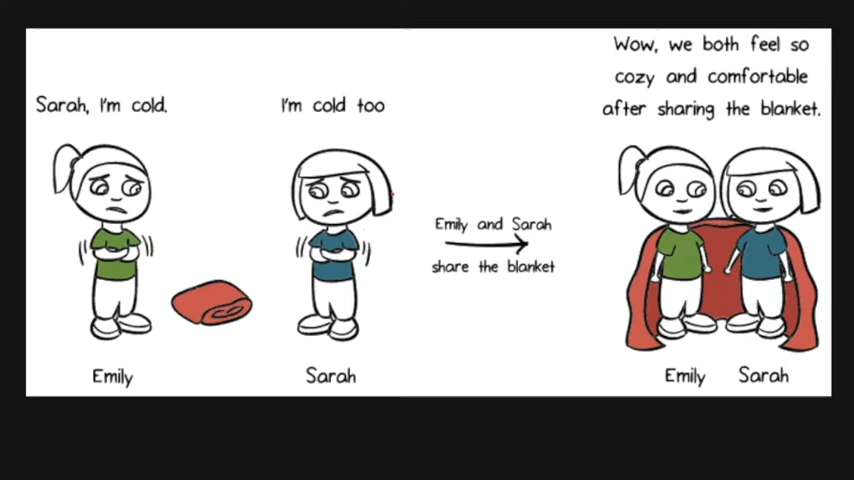 Sarah, I'm cold.
I'm cold too
Emily and Sarah
share the blanket
Wow, we both feel so
cozy and comfortable
after sharing the blanket.
Emily
Sarah
Emily
Sarah